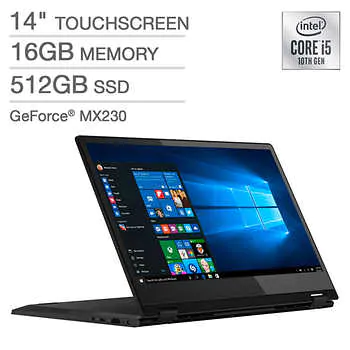 14" TOUCHSCREEN
16GB MEMORY
512GB SSD
GeForce® MX230
intel
CORE i5
10TH GEN